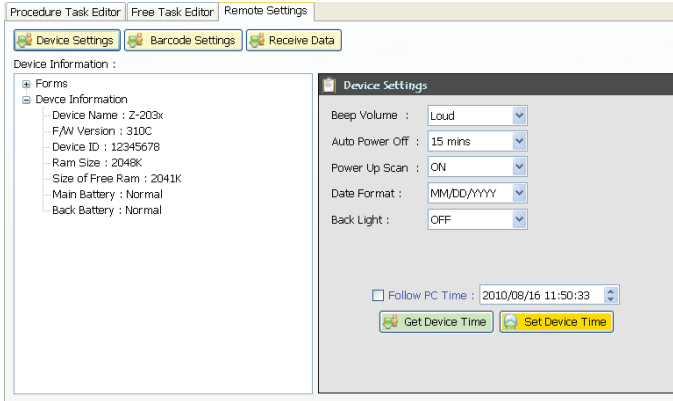 Procedure Task Editor Free Task Editor Remote Settings
Device Settings Barcode Settings Receive Data
Device Information :
Forms
Devce Information
Device Name : Z-203x
F/W Version : 310C
Device ID : 12345678
Ram Size : 2048K
Size of Free Ram : 2041K
Main Battery : Normal
Back Battery : Normal
Device Settings
Beep Volume : Loud
Auto Power Off : 15 mins
Power Up Scan : ON
Date Format : MM/DD/YYYY
Back Light : OFF
Follow PC Time : 2010/08/16 11:50:33
Get Device Time Set Device Time